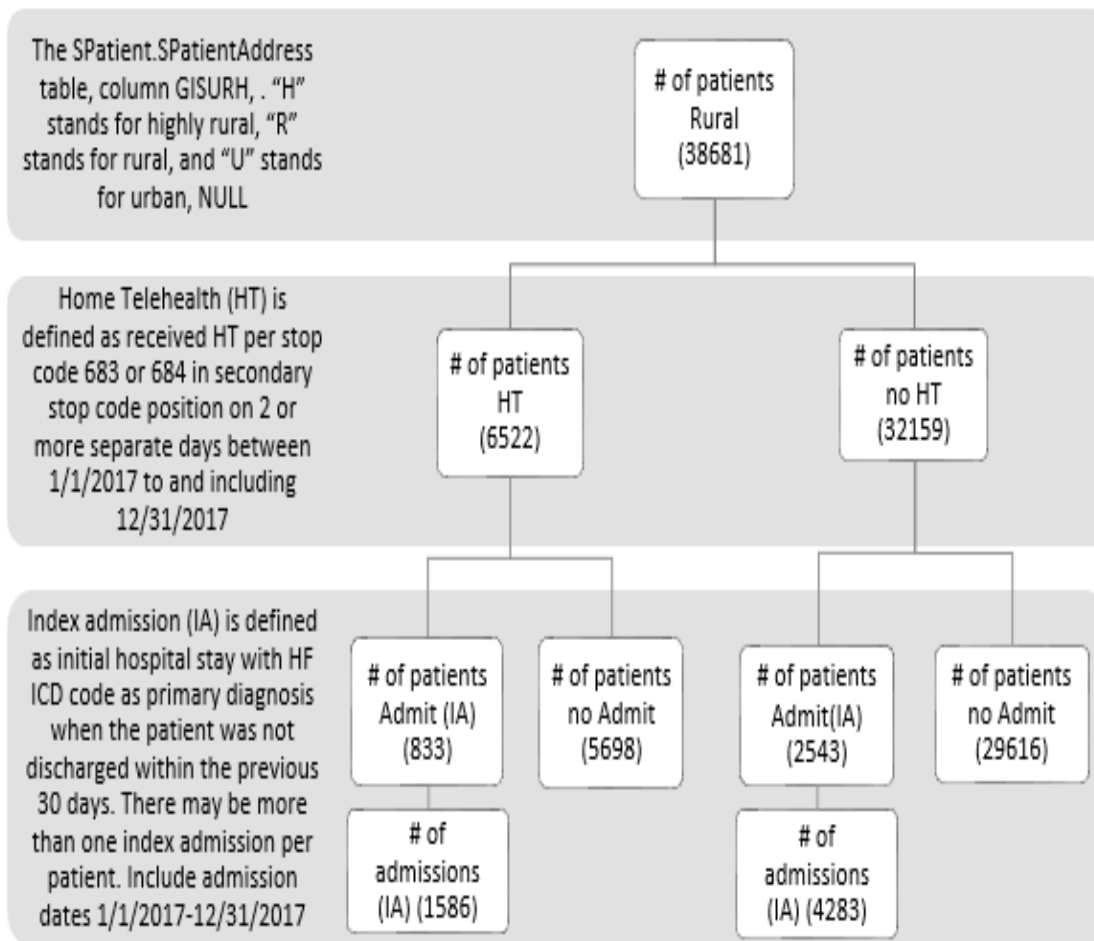 The SPatient.SPatientAddress
table, column GISURH, . “H”
stands for highly rural, “R”
stands for rural, and “U” stands
for urban, NULL
# of patients
Rural
(38681)
Home Telehealth (HT) is
defined as received HT per stop
code 683 or 684 in secondary
stop code position on 2 or
more separate days between
1/1/2017 to and including
12/31/2017
# of patients
HT
(6522)
# of patients
no HT
(32159)
Index admission (IA) is defined
as initial hospital stay with HF
ICD code as primary diagnosis
when the patient was not
discharged within the previous
30 days. There may be more
than one index admission per
patient. Include admission
dates 1/1/2017-12/31/2017
# of patients
Admit (IA)
(833)
# of patients
no Admit
(5698)
# of patients
Admit(IA)
(2543)
# of patients
no Admit
(29616)
# of
admissions
(IA) (1586)
# of
admissions
(IA) (4283)